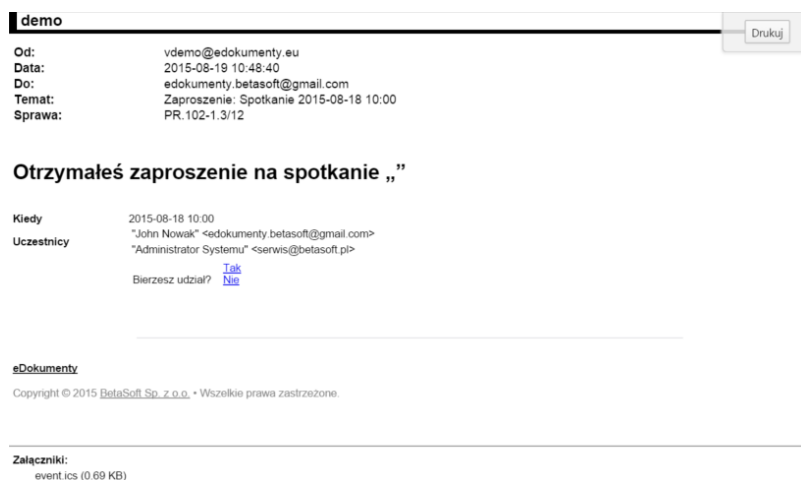 demo
Drukuj
Od: vdemo@edokumenty.eu
Data: 2015-08-19 10:48:40
Do: edokumenty.betasoft@gmail.com
Temat: Zaproszenie: Spotkanie 2015-08-18 10:00
Sprawa: PR.102-1.3/12
Otrzymałeś zaproszenie na spotkanie „”
Kiedy 2015-08-18 10:00
Uczestnicy "John Nowak" <edokumenty.betasoft@gmail.com>
"Administrator Systemu" <serwis@betasoft.pl>
Bierzesz udział? Tak
Nie
eDokumenty
Copyright © 2015 BetaSoft Sp. z o.o. • Wszelkie prawa zastrzeżone.
Załączniki:
event.ics (0.69 KB)